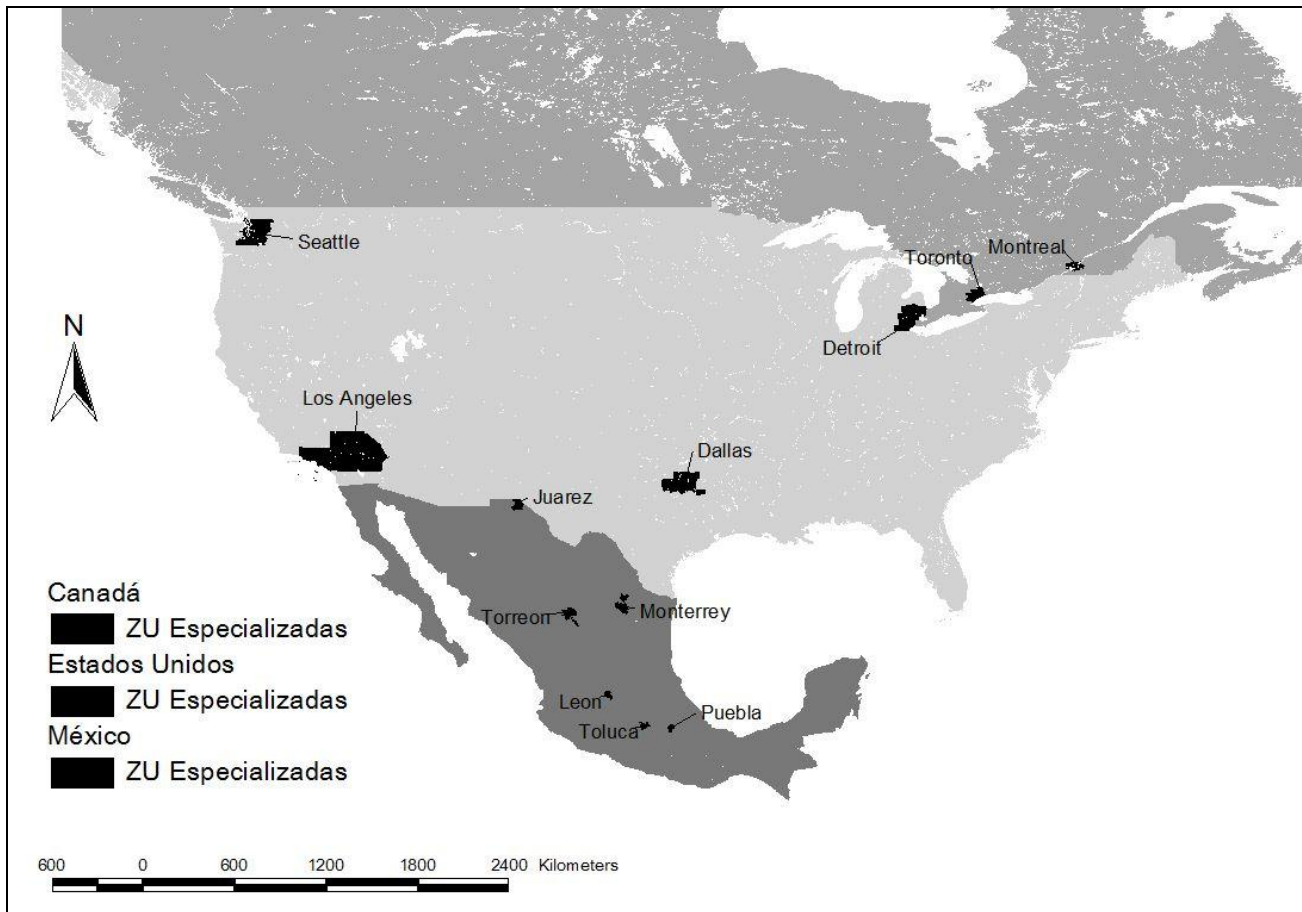 Seattle
Montreal
Toronto
Detroit
N
Los Angeles
Dallas
Juarez
Torreon
Monterrey
Leon
Puebla
Toluca
Canadá
ZU Especializadas
Estados Unidos
ZU Especializadas
México
ZU Especializadas
600 0 600 1200 1800 2400 Kilometers